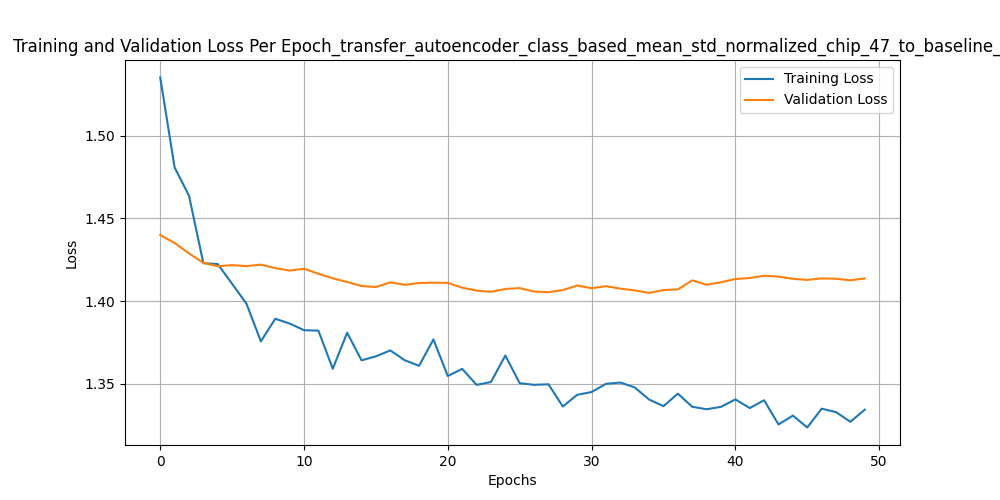 Training and Validation Loss Per Epoch_transfer_autoencoder_class_based_mean_std_normalized_chip_47_to_baseline_
Training Loss
Validation Loss
1.50
1.45
1.40
1.35
Loss
0 10 20 30 40 50
Epochs